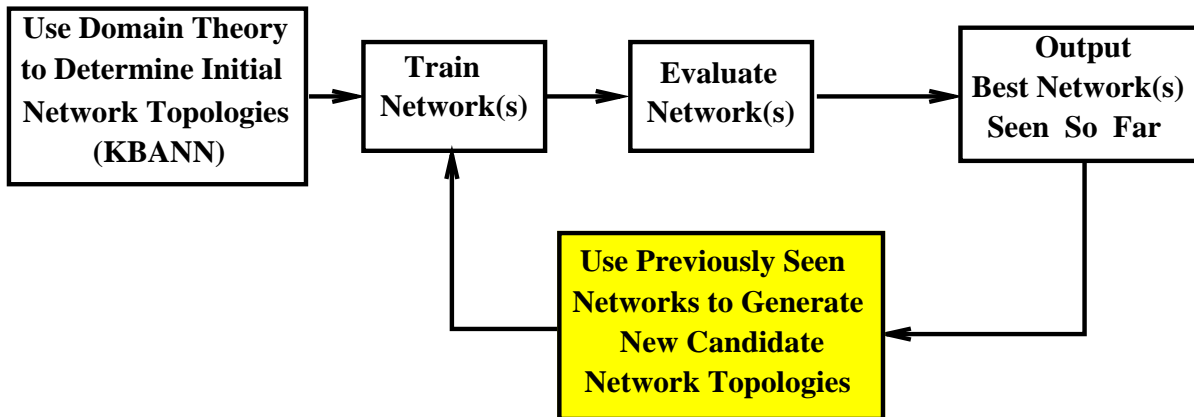 Use Domain Theory
to Determine Initial
Network Topologies
(KBANN)
Train
Network(s)
Evaluate
Network(s)
Output
Best Network(s)
Seen So Far
Use Previously Seen
Networks to Generate
New Candidate
Network Topologies